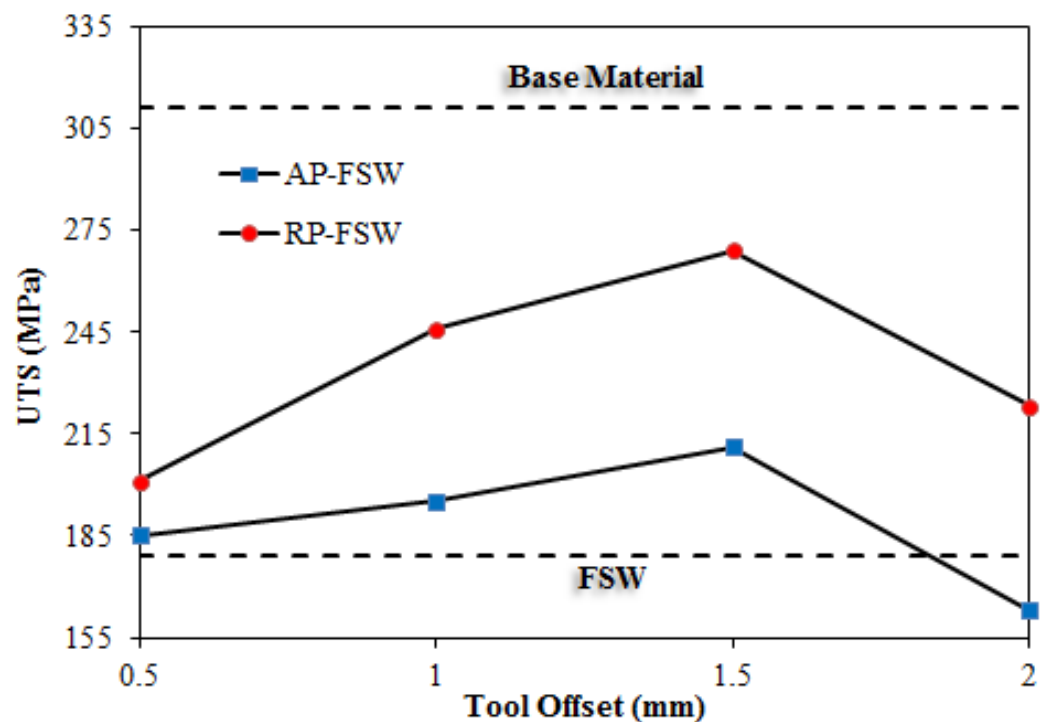 335
Base Material
305
AP-FSW
275
RP-FSW
245
UTS (MPa)
215
185
FSW
155
0.5 1 1.5 2
Tool Offset (mm)